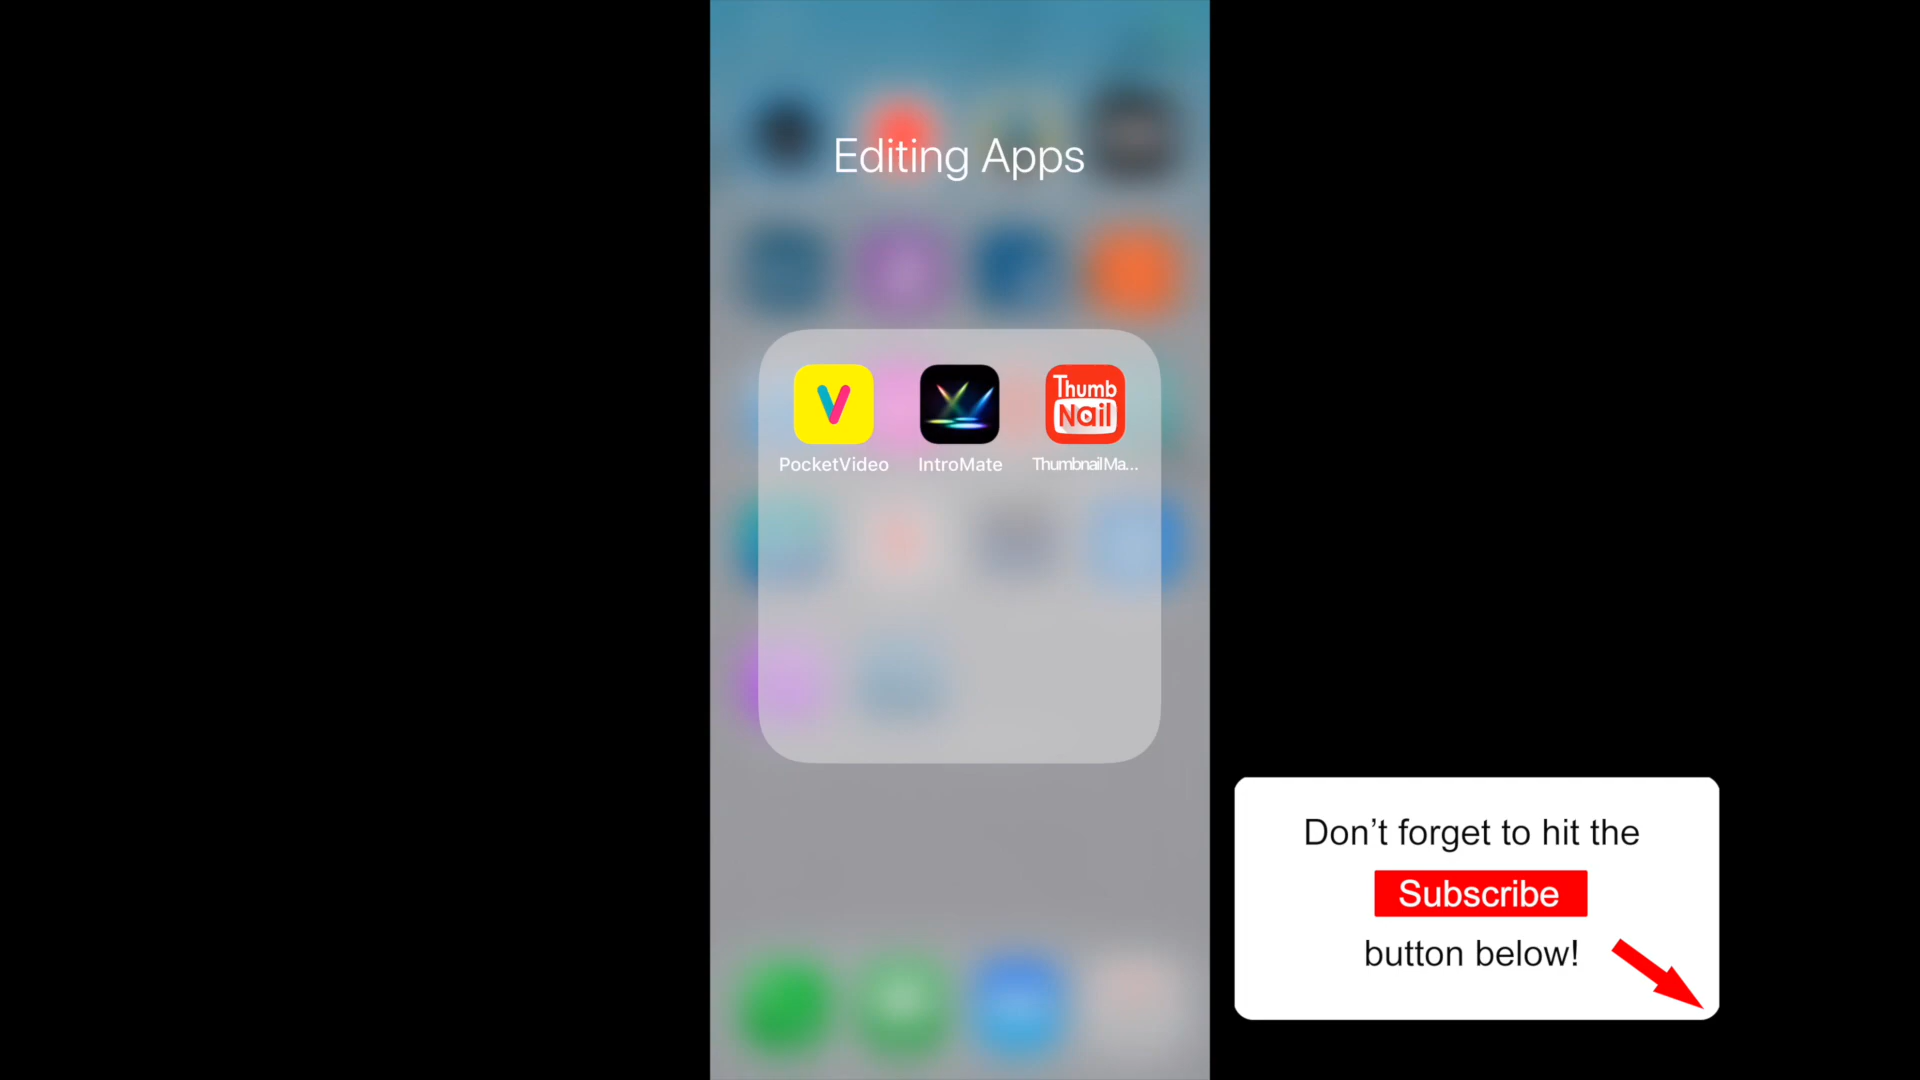 Editing Apps
Thumb
Nail
PocketVideo
IntroMate
ThumbnailMa...
Don't forget to hit the
Subscribe
button below!